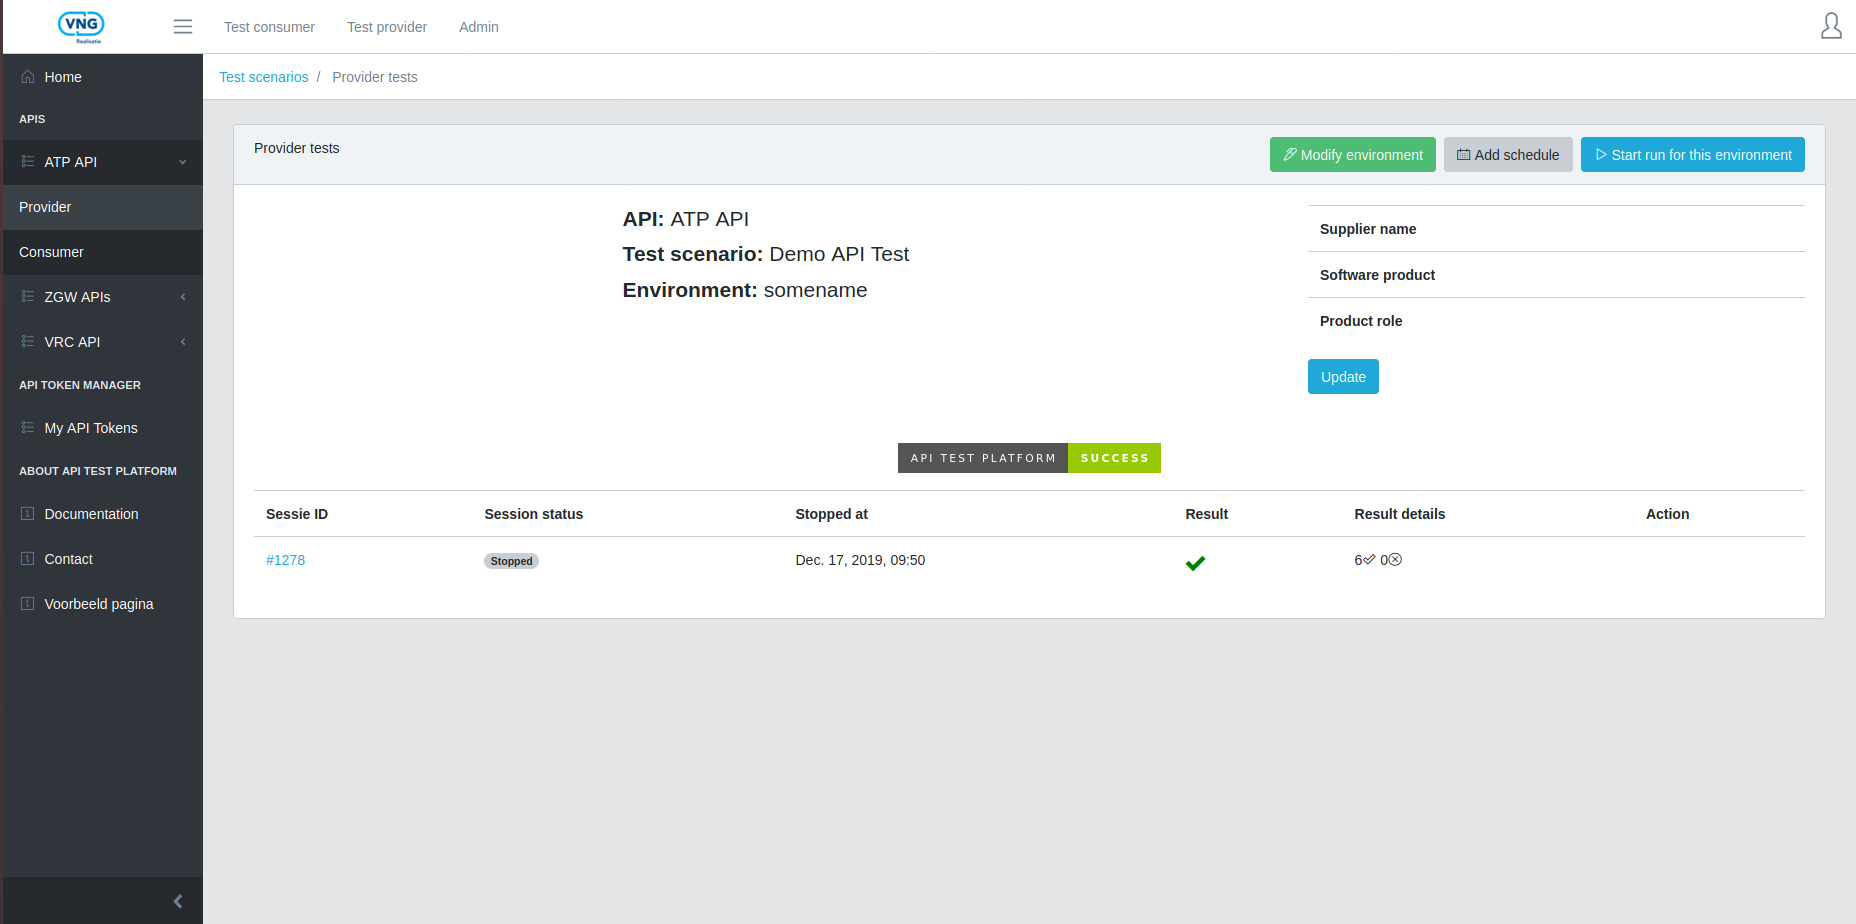 VNG
Realisatie
Test consumer Test provider Admin
Home
APIS
ATP API
Provider
Consumer
ZGW APIs
VRC API
API TOKEN MANAGER
My API Tokens
ABOUT API TEST PLATFORM
Documentation
Contact
Voorbeeld pagina
Test scenarios / Provider tests
Provider tests
Modify environment
Add schedule
Start run for this environment
API: ATP API
Test scenario: Demo API Test
Environment: somename
Supplier name
Software product
Product role
Update
API TEST PLATFORM SUCCESS
Sessie ID Session status Stopped at Result Result details Action
#1278 Stopped Dec. 17, 2019, 09:50 6 0